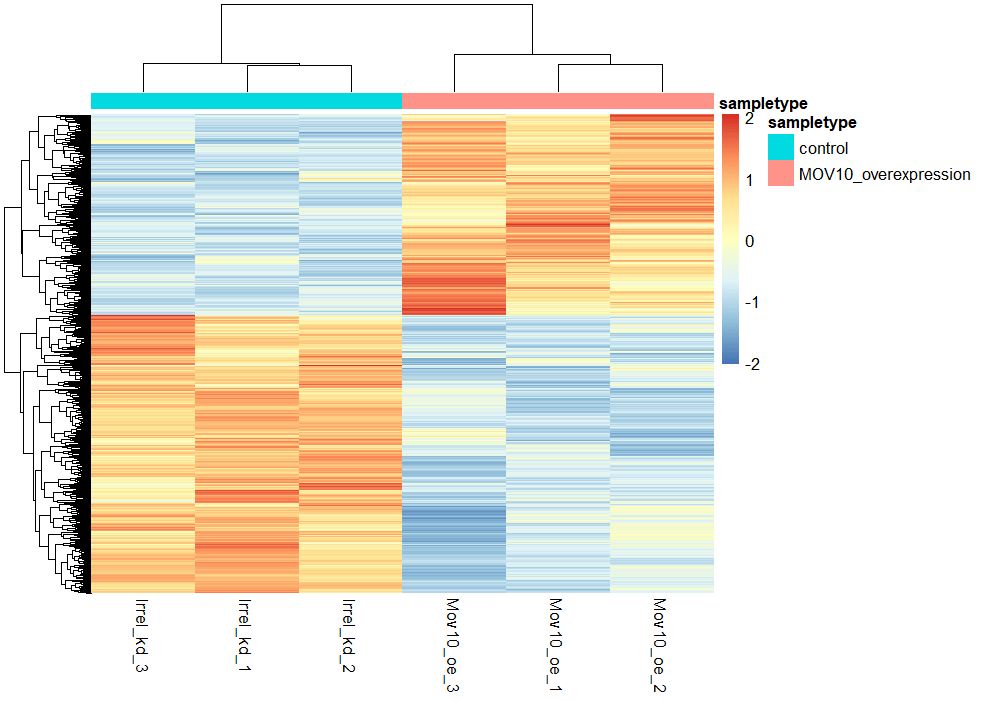 sampletype
2
1
0
-1
-2
sampletype
control
MOV10_overexpression
Irrel_kd_3
Irrel_kd_1
Irrel_kd_2
Mov10_oe_3
Mov10_oe_1
Mov10_oe_2